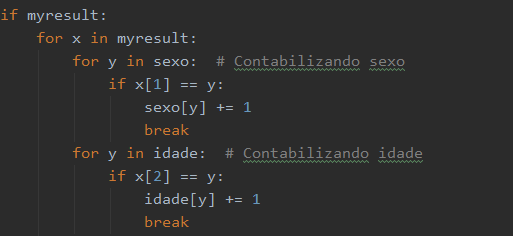 if myresult:
    for x in myresult:
        for y in sexo:  # Contabilizando sexo
            if x[1] == y:
                sexo[y] += 1
                break
        for y in idade:  # Contabilizando idade
            if x[2] == y:
                idade[y] += 1
                break